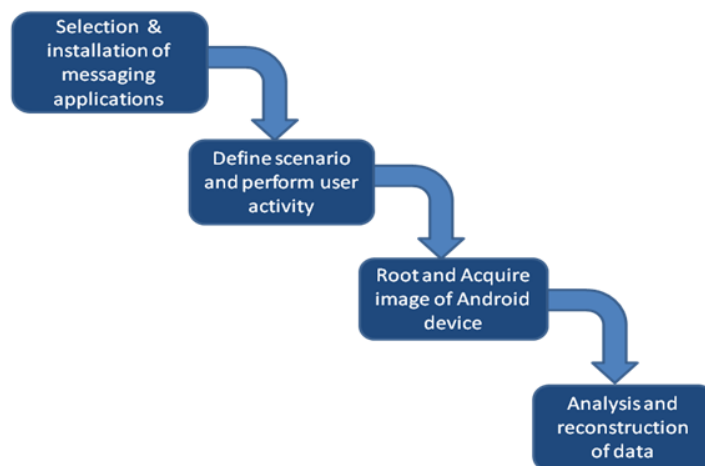 Selection &
installation of
messaging
applications
Define scenario
and perform user
activity
Root and Acquire
image of Android
device
Analysis and
reconstruction
of data